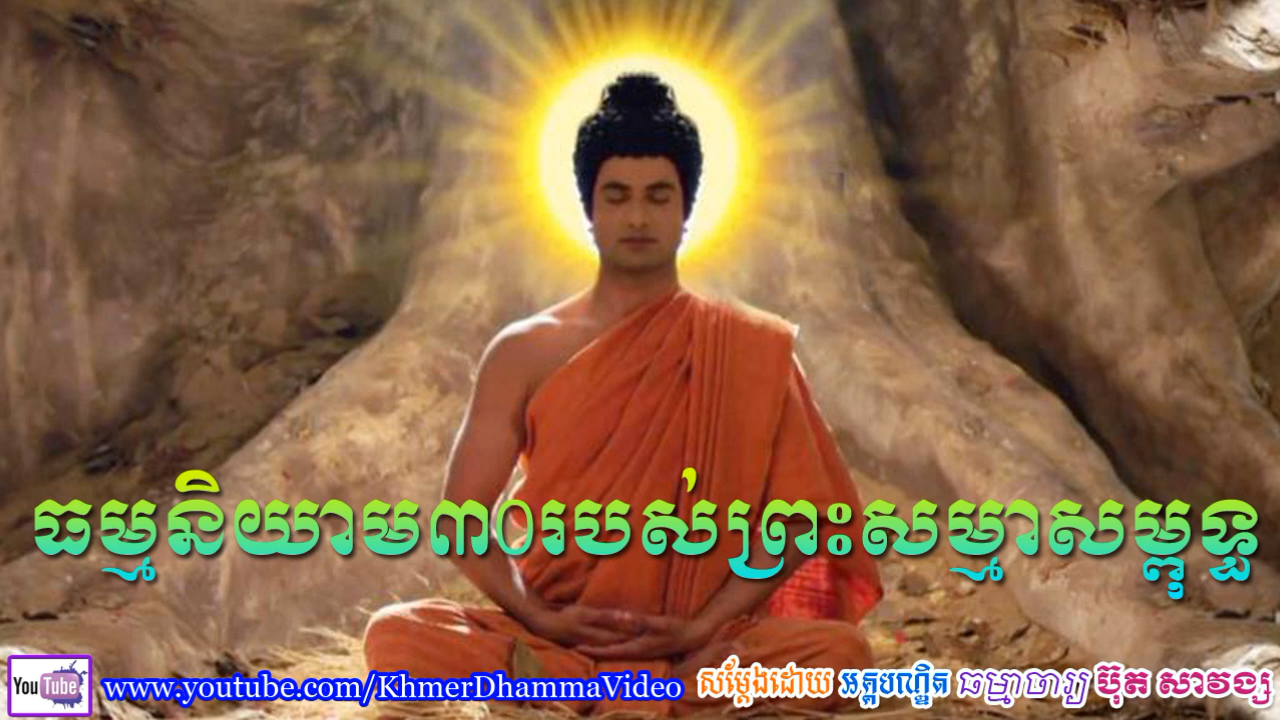 ធម្មនិយាម៣០របស់ព្រះសម្មាសម្ពុទ្ធ
YouTube www.youtube.com/KhmerDhammaVideo សម្ដែងដោយ អគ្គបណ្ឌិត ធម្មាចារ្យ ប៊ុត សាវង្ស